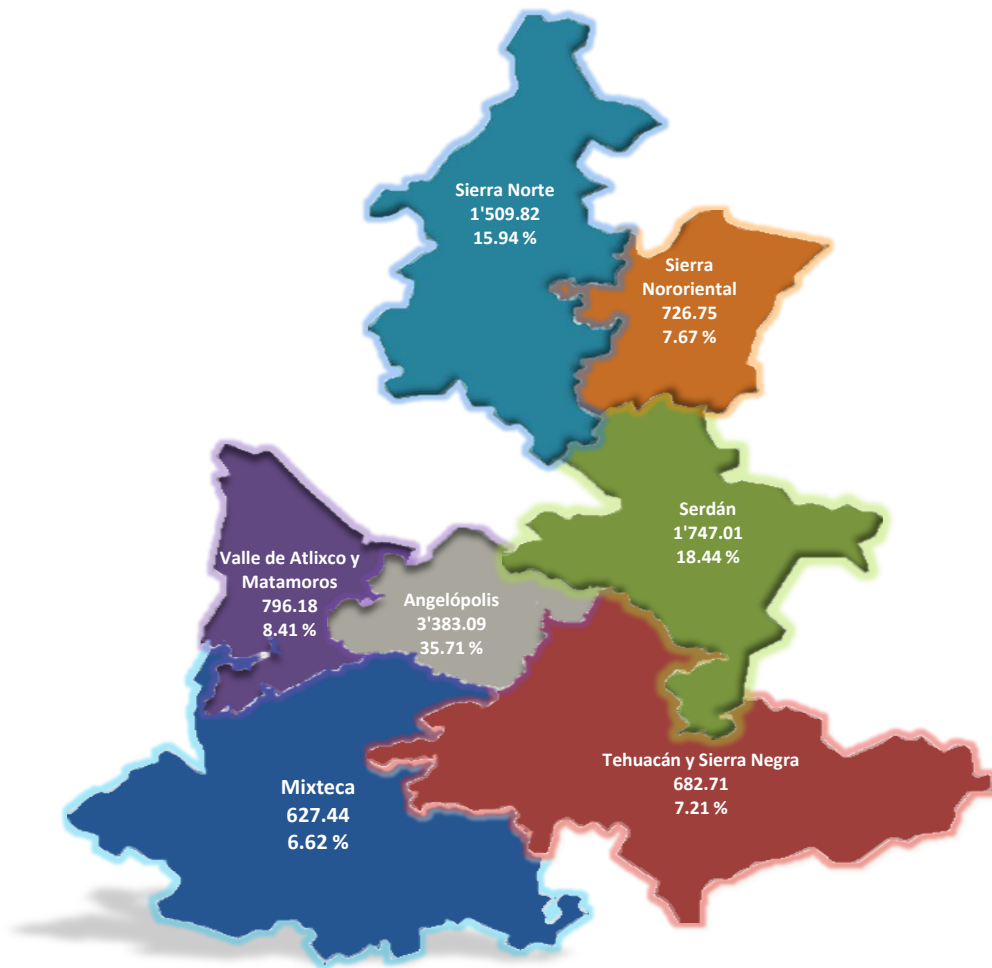 Sierra Norte
1'509.82
15.94 %
Sierra
Nororiental
726.75
7.67 %
Serdán
1'747.01
18.44 %
Valle de Atlixco y
Matamoros
796.18
8.41 %
Angelópolis
3'383.09
35.71 %
Tehuacán y Sierra Negra
682.71
7.21 %
Mixteca
627.44
6.62 %